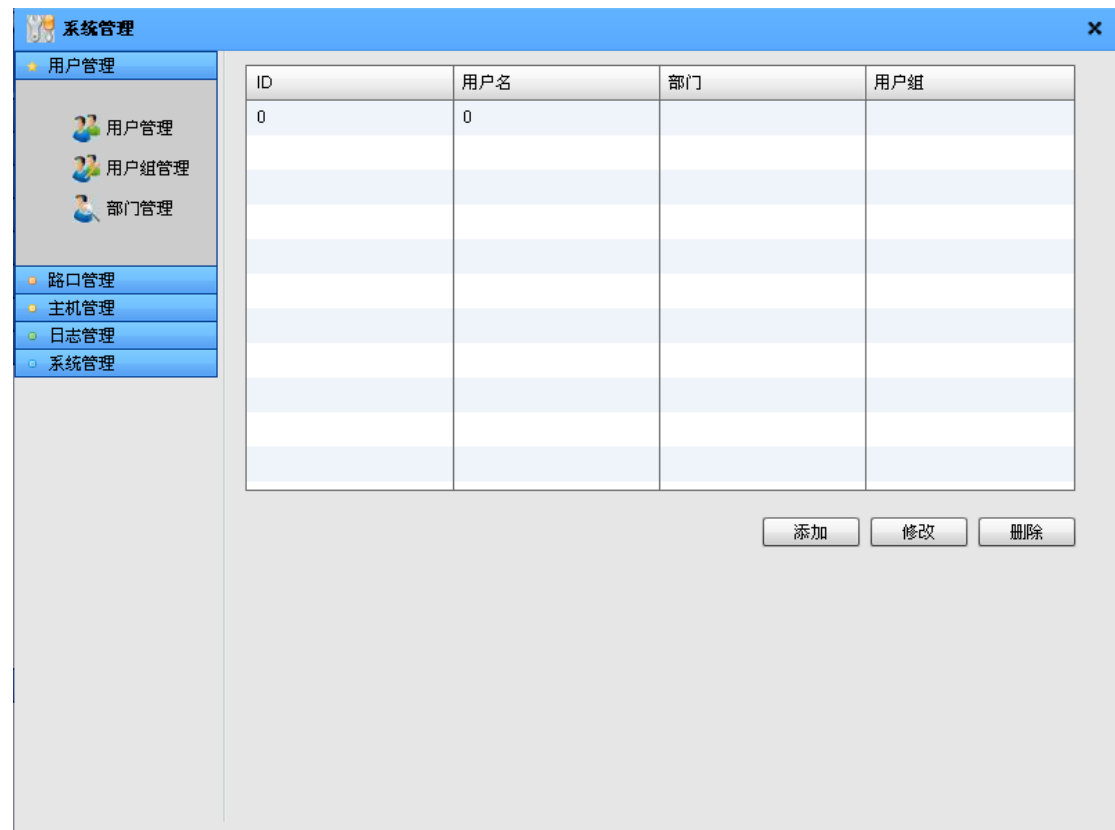 系统管理
用户管理
用户管理
用户组管理
部门管理
路口管理
主机管理
日志管理
系统管理
ID 用户名 部门 用户组
0 0
添加 修改 删除